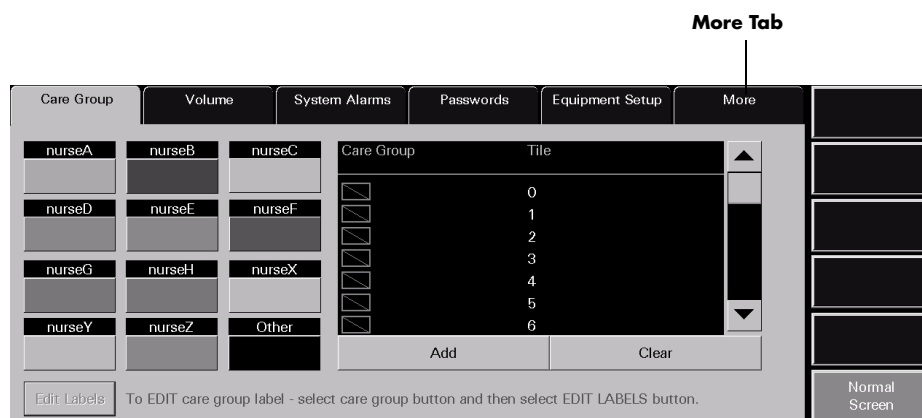 More Tab
Care Group Volume System Alarms Passwords Equipment Setup More
nurseA nurseB nurseC
nurseD nurseE nurseF
nurseG nurseH nurseX
nurseY nurseZ Other
Care Group Tile
0
1
2
3
4
5
6
Add Clear
Edit Labels To EDIT care group label - select care group button and then select EDIT LABELS button.
Normal
Screen